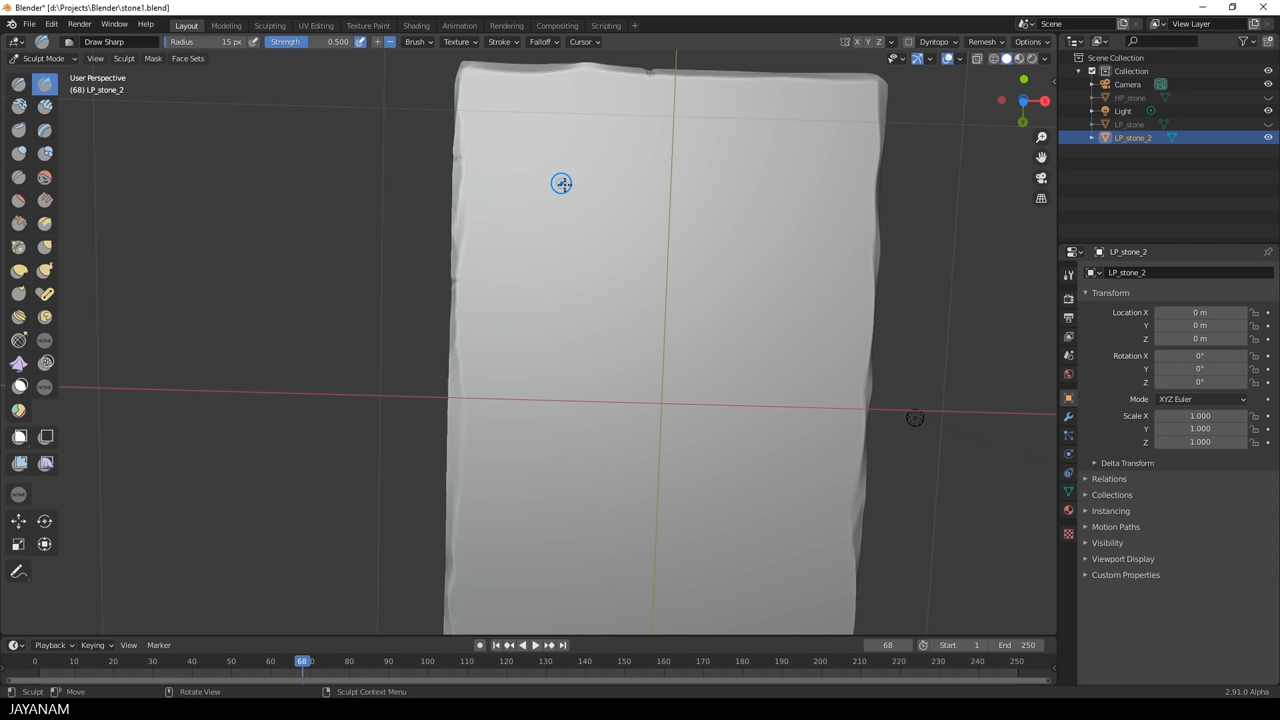 Blender* [d:\Projects\Blender\stone1.blend]
File Edit Render Window Help Layout Modeling Sculpting UV Editing Texture Paint Shading Animation Rendering Compositing Scripting + Scene View Layer
Draw Sharp Radius 15 px Strength 0.500 Brush Texture Stroke Falloff Cursor X Y Z Dyntopo Remesh Options
Sculpt Mode View Sculpt Mask Face Sets
Scene Collection
Collection
Camera
HP_stone
Light
LP_stone
LP_stone_2
User Perspective
(68) LP_stone_2
X
Y
NONE
NONE
NONE
LP_stone_2
LP_stone_2
Transform
Location X 0 m
Y 0 m
Z 0 m
Rotation X 0°
Y 0°
Z 0°
Mode XYZ Euler
Scale X 1.000
Y 1.000
Z 1.000
Delta Transform
Relations
Collections
Instancing
Motion Paths
Visibility
Viewport Display
Custom Properties
Playback Keying View Marker 68 Start 1 End 250
0 10 20 30 40 50 60 68 70 80 90 100 110 120 130 140 150 160 170 180 190 200 210 220 230 240 250
Sculpt Move Rotate View Sculpt Context Menu 2.91.0 Alpha
JAYANAM